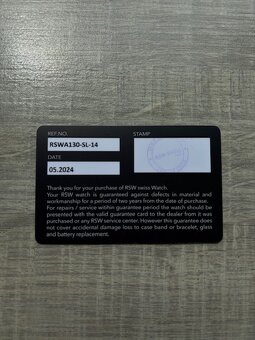 REF.NO.
STAMP
RSWA130-SL-14
DATE
05.2024
Thank you for your purchase of RSW swiss Watch.
Your RSW watch is guaranteed against defects in material and
workmanship for a period of two years from the date of purchase.
For repairs / service witihin guarantee period the watch should be
presented with the valid guarantee card to the dealer from it was
purchased or any RSW service center. However this guarantee does
not cover accidental damage loss to case band or bracelet, glass
and battery replacement.